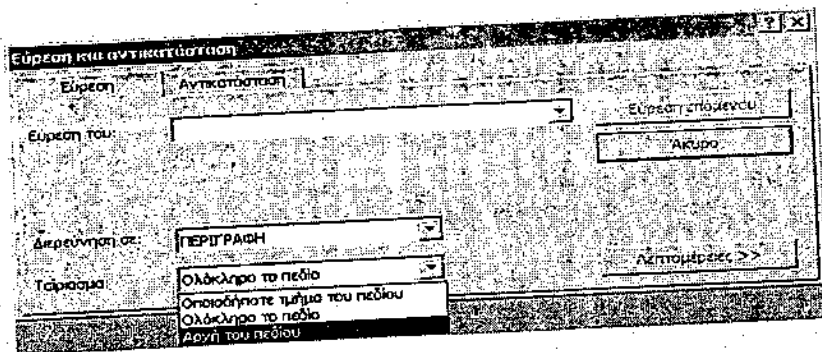 Εύρεση και αντικατάσταση
? X
Εύρεση Αντικατάσταση
Εύρεση του:
Εύρεση επομένου
Άκυρο
Διερεύνηση σε: ΠΕΡΙΓΡΑΦΗ
Ταίριασμα: Ολόκληρο το πεδίο
Λεπτομέρειες >>
Οποιοδήποτε τμήμα του πεδίου
Ολόκληρο το πεδίο
Αρχή του πεδίου